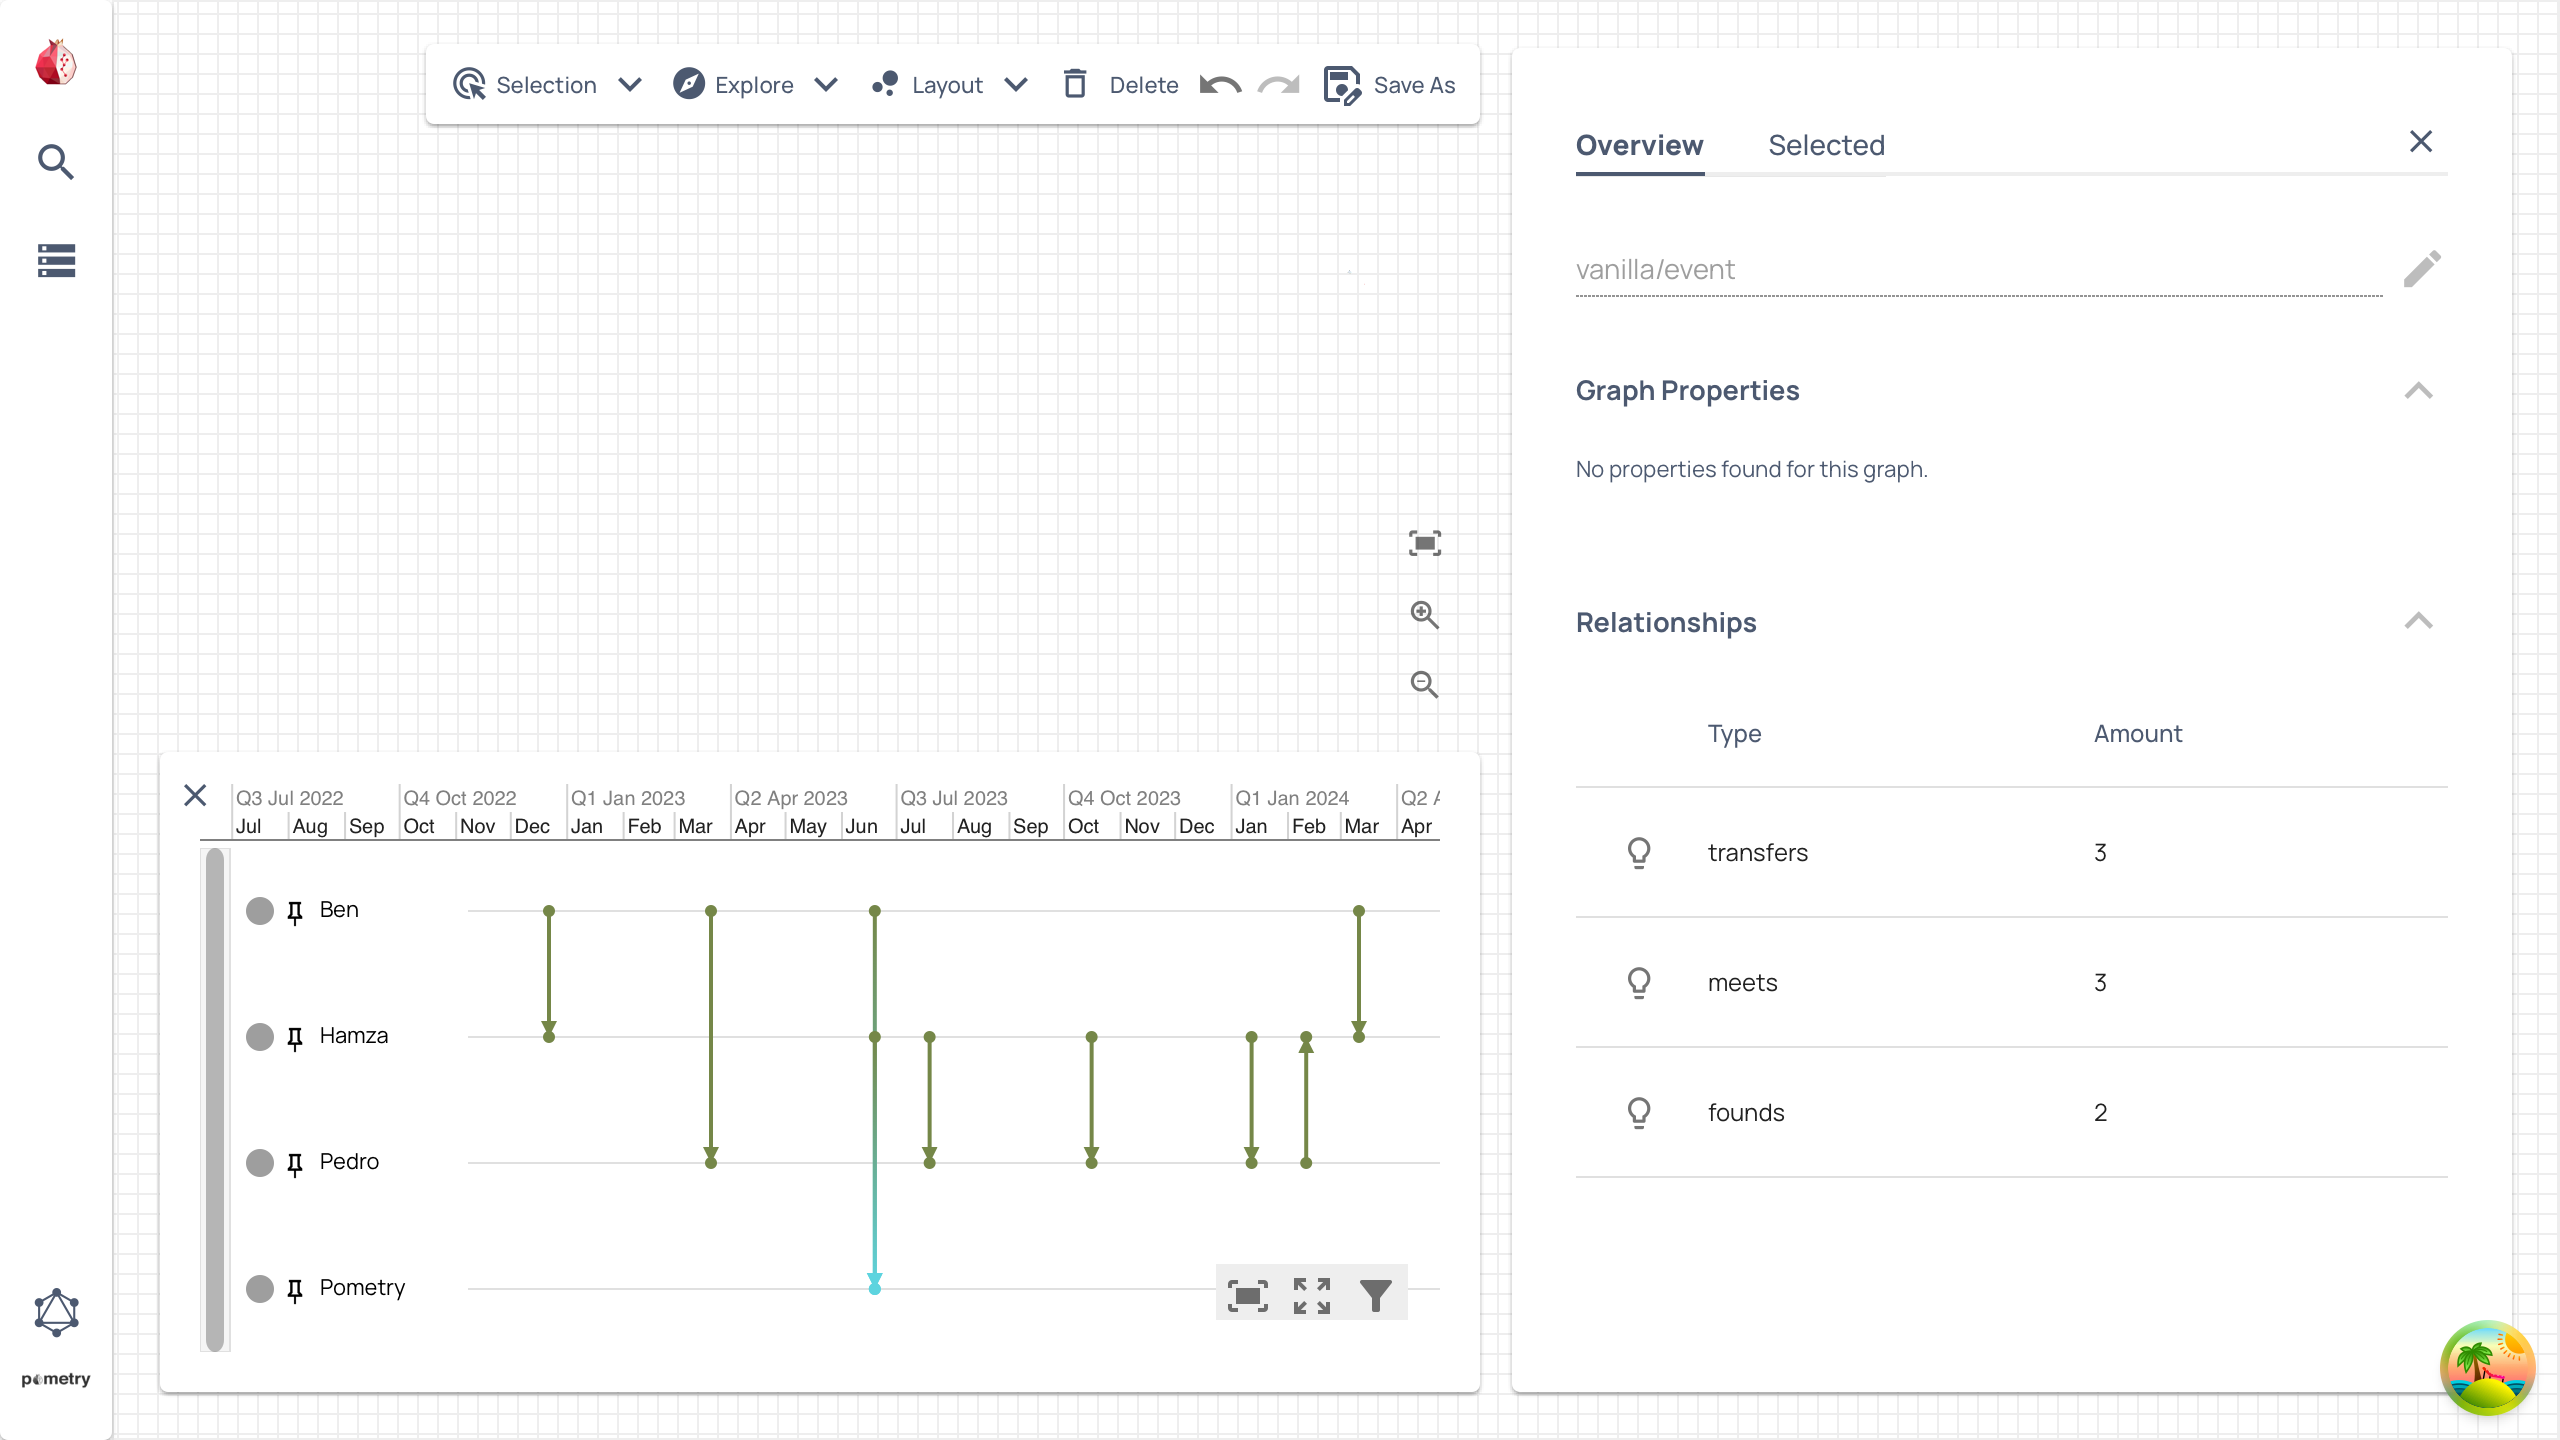 Selection Explore Layout Delete Save As
Overview Selected
vanilla/event
Graph Properties
No properties found for this graph.
Relationships
Type Amount
transfers 3
meets 3
founds 2
Q3 Jul 2022 Q4 Oct 2022 Q1 Jan 2023 Q2 Apr 2023 Q3 Jul 2023 Q4 Oct 2023 Q1 Jan 2024 Q2 A
Jul Aug Sep Oct Nov Dec Jan Feb Mar Apr May Jun Jul Aug Sep Oct Nov Dec Jan Feb Mar Apr
Ben
Hamza
Pedro
Pometry
pometry